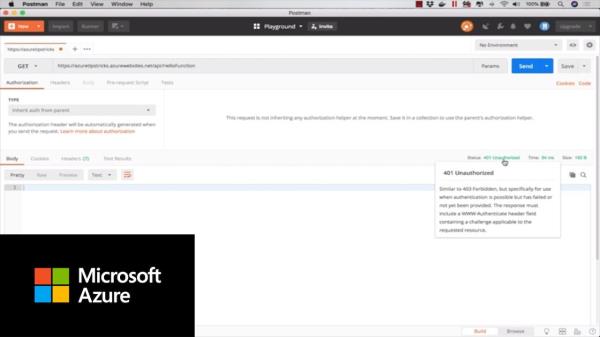 Postman File Edit View Window Help
100%
Postman
New Import Runner Playground Invite Upgrade
https://azuretipstricks
No Environment
GET https://azuretipstricks.azurewebsites.net/api/HelloFunction Params Send Save
Authorization Headers Body Pre-request Script Tests Cookies Code
TYPE
Inherit auth from parent
The authorization header will be automatically generated when
you send the request. Learn more about authorization
This request is not inheriting any authorization helper at the moment. Save it in a collection to use the parent's authorization helper.
Body Cookies Headers (7) Test Results Status: 401 Unauthorized Time: 94 ms Size: 160 B
Pretty Raw Preview Text
1
401 Unauthorized
Similar to 403 Forbidden, but specifically for use
when authentication is possible but has failed or
not yet been provided. The response must
include a WWW-Authenticate header field
containing a challenge applicable to the
requested resource.
Microsoft
Azure
Build Browse